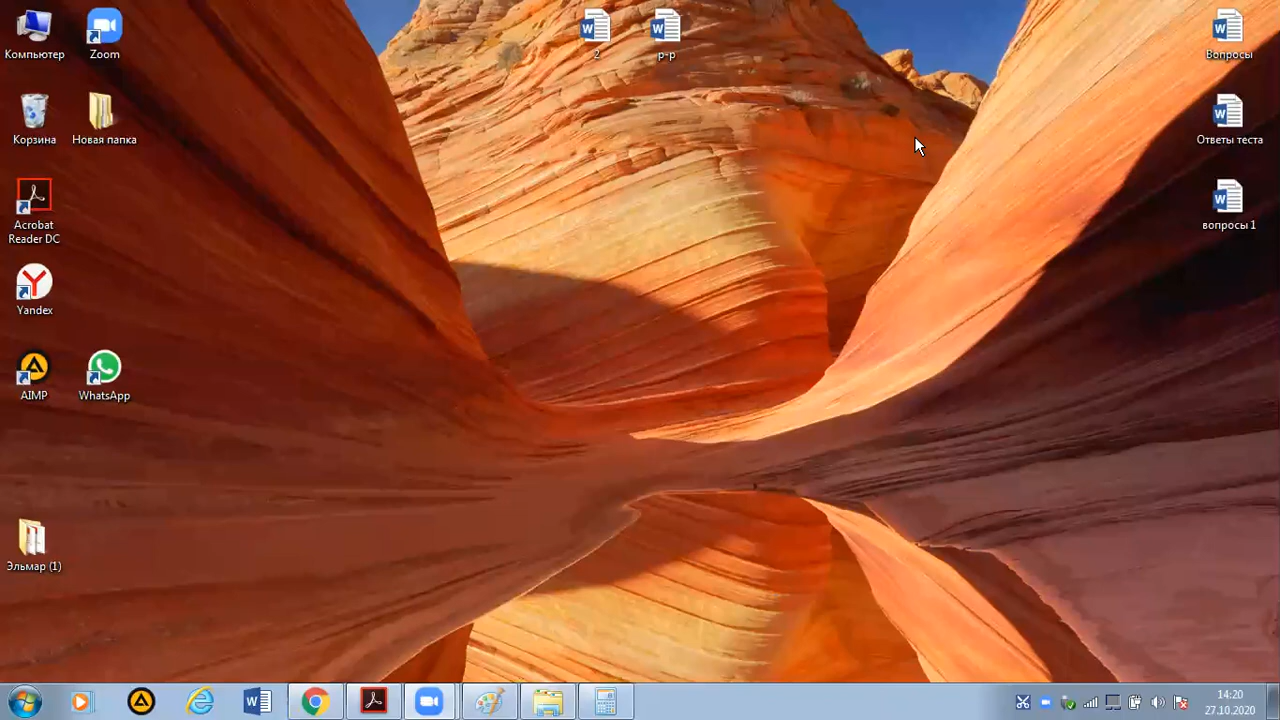 Компьютер
Zoom
2
р-р
Вопросы
Корзина
Новая папка
Ответы теста
Acrobat
Reader DC
вопросы 1
Yandex
AIMP
WhatsApp
Эльмар (1)
14:20
27.10.2020